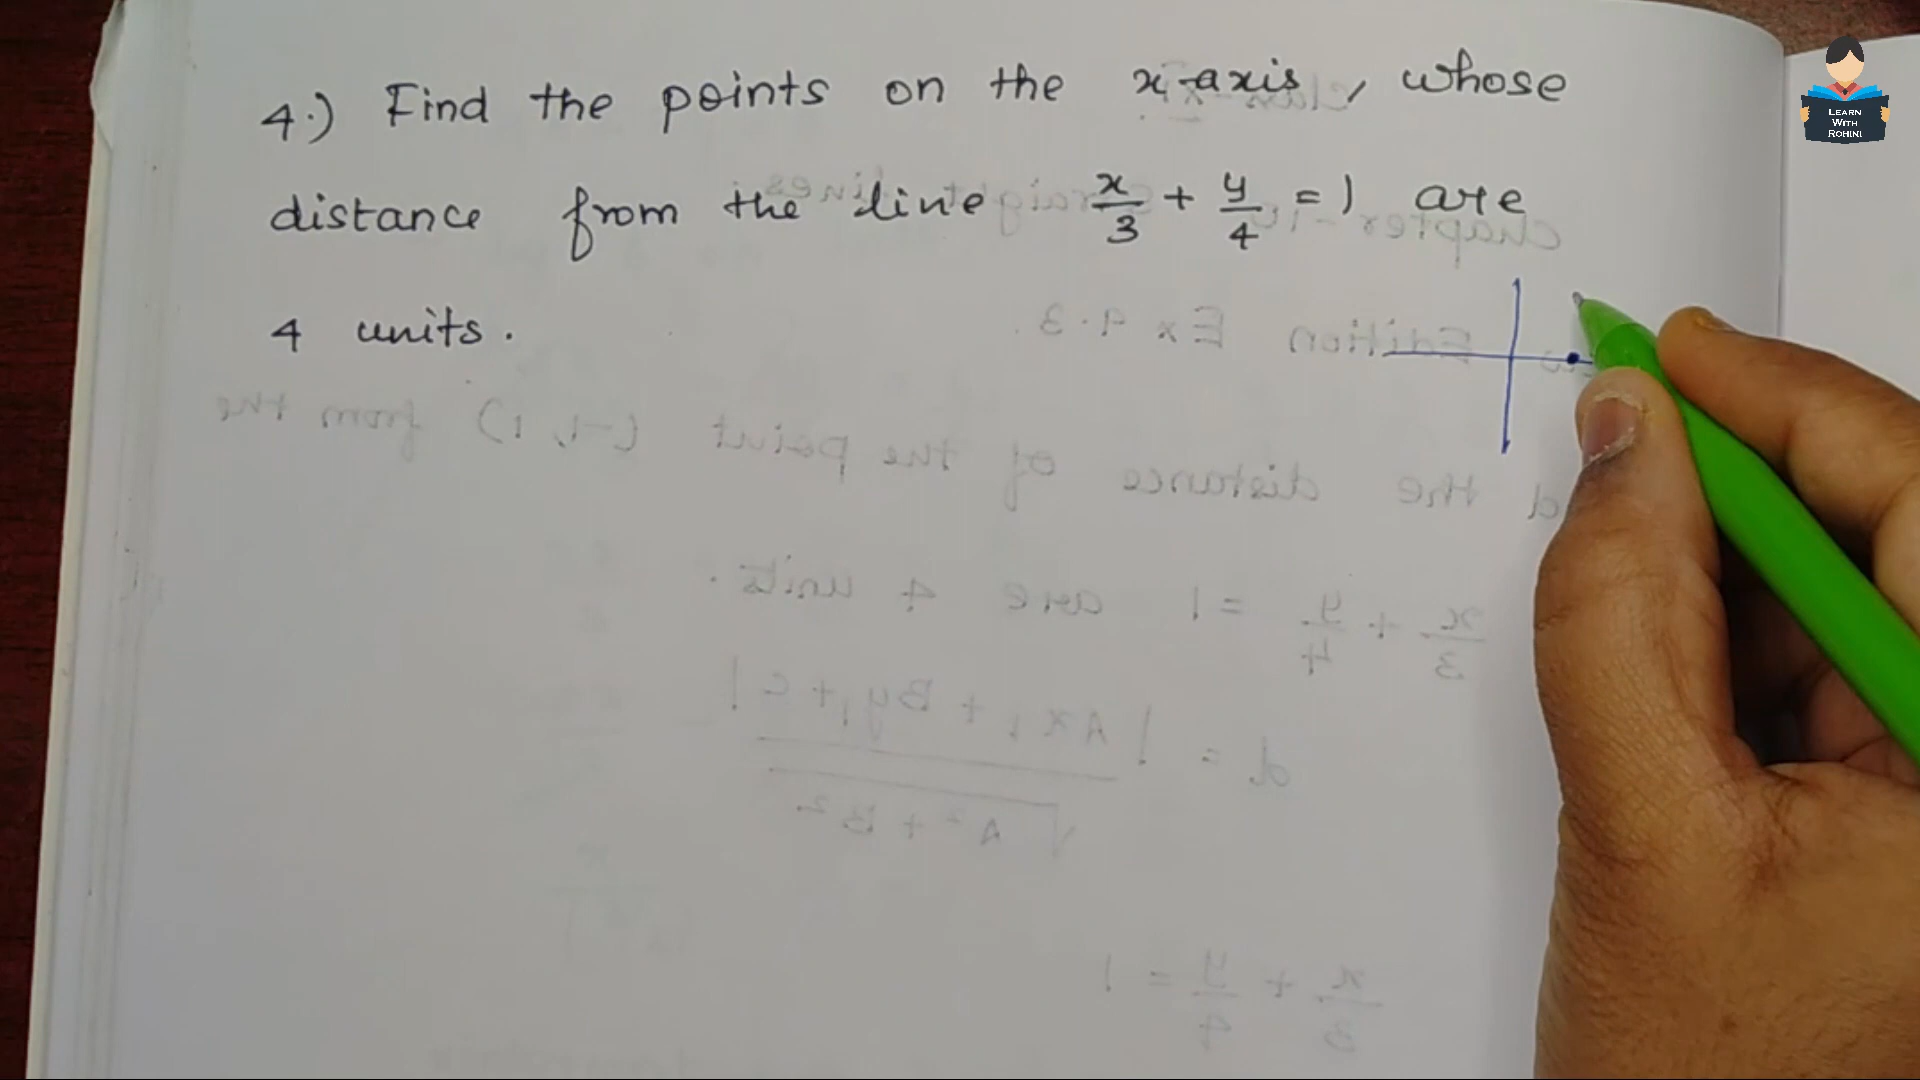 4.) Find the points on the x-axis, whose
distance from the line x/3 + y/4 = 1 are
4 units.
LEARN
WITH
ROHINI